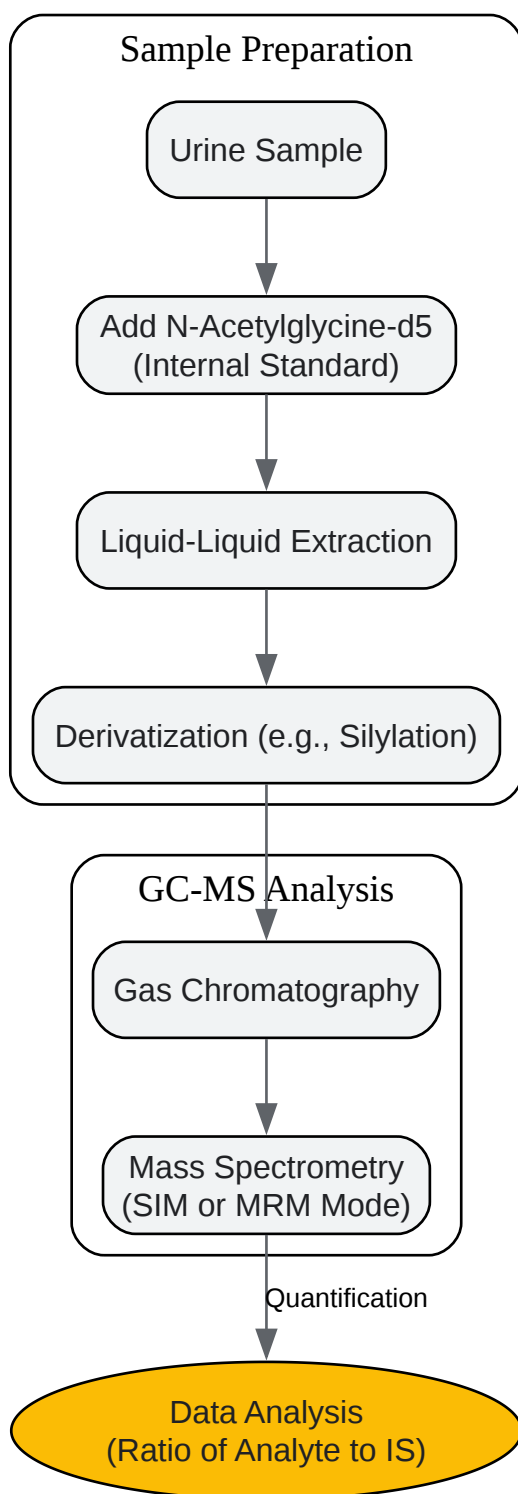 Sample Preparation
Urine Sample
Add N-Acetylglycine-d5
(Internal Standard)
Liquid-Liquid Extraction
Derivatization (e.g., Silylation)
GC-MS Analysis
Gas Chromatography
Mass Spectrometry
(SIM or MRM Mode)
Quantification
Data Analysis
(Ratio of Analyte to IS)